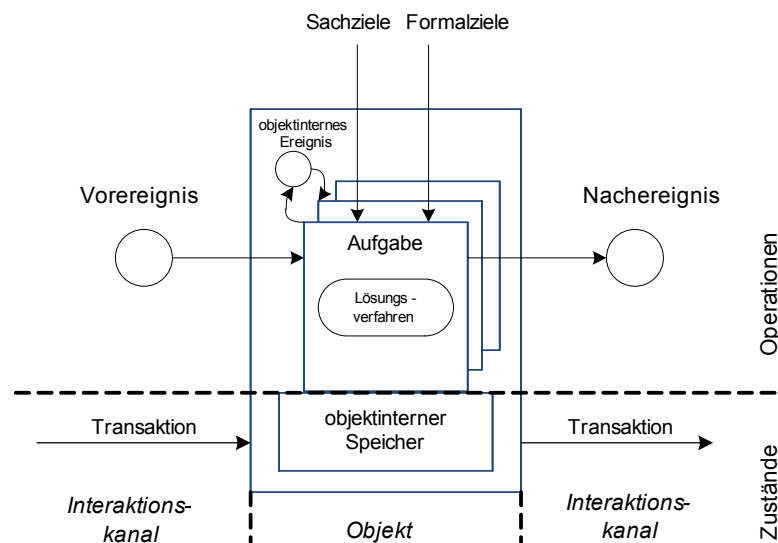 Sachziele Formalziele
objektinternes
Ereignis
Vorereignis
Nachereignis
Aufgabe
Lösungs -
verfahren
Operationen
Transaktion
objektinterner
Speicher
Transaktion
Zustände
Interaktions-
kanal
Objekt
Interaktions-
kanal